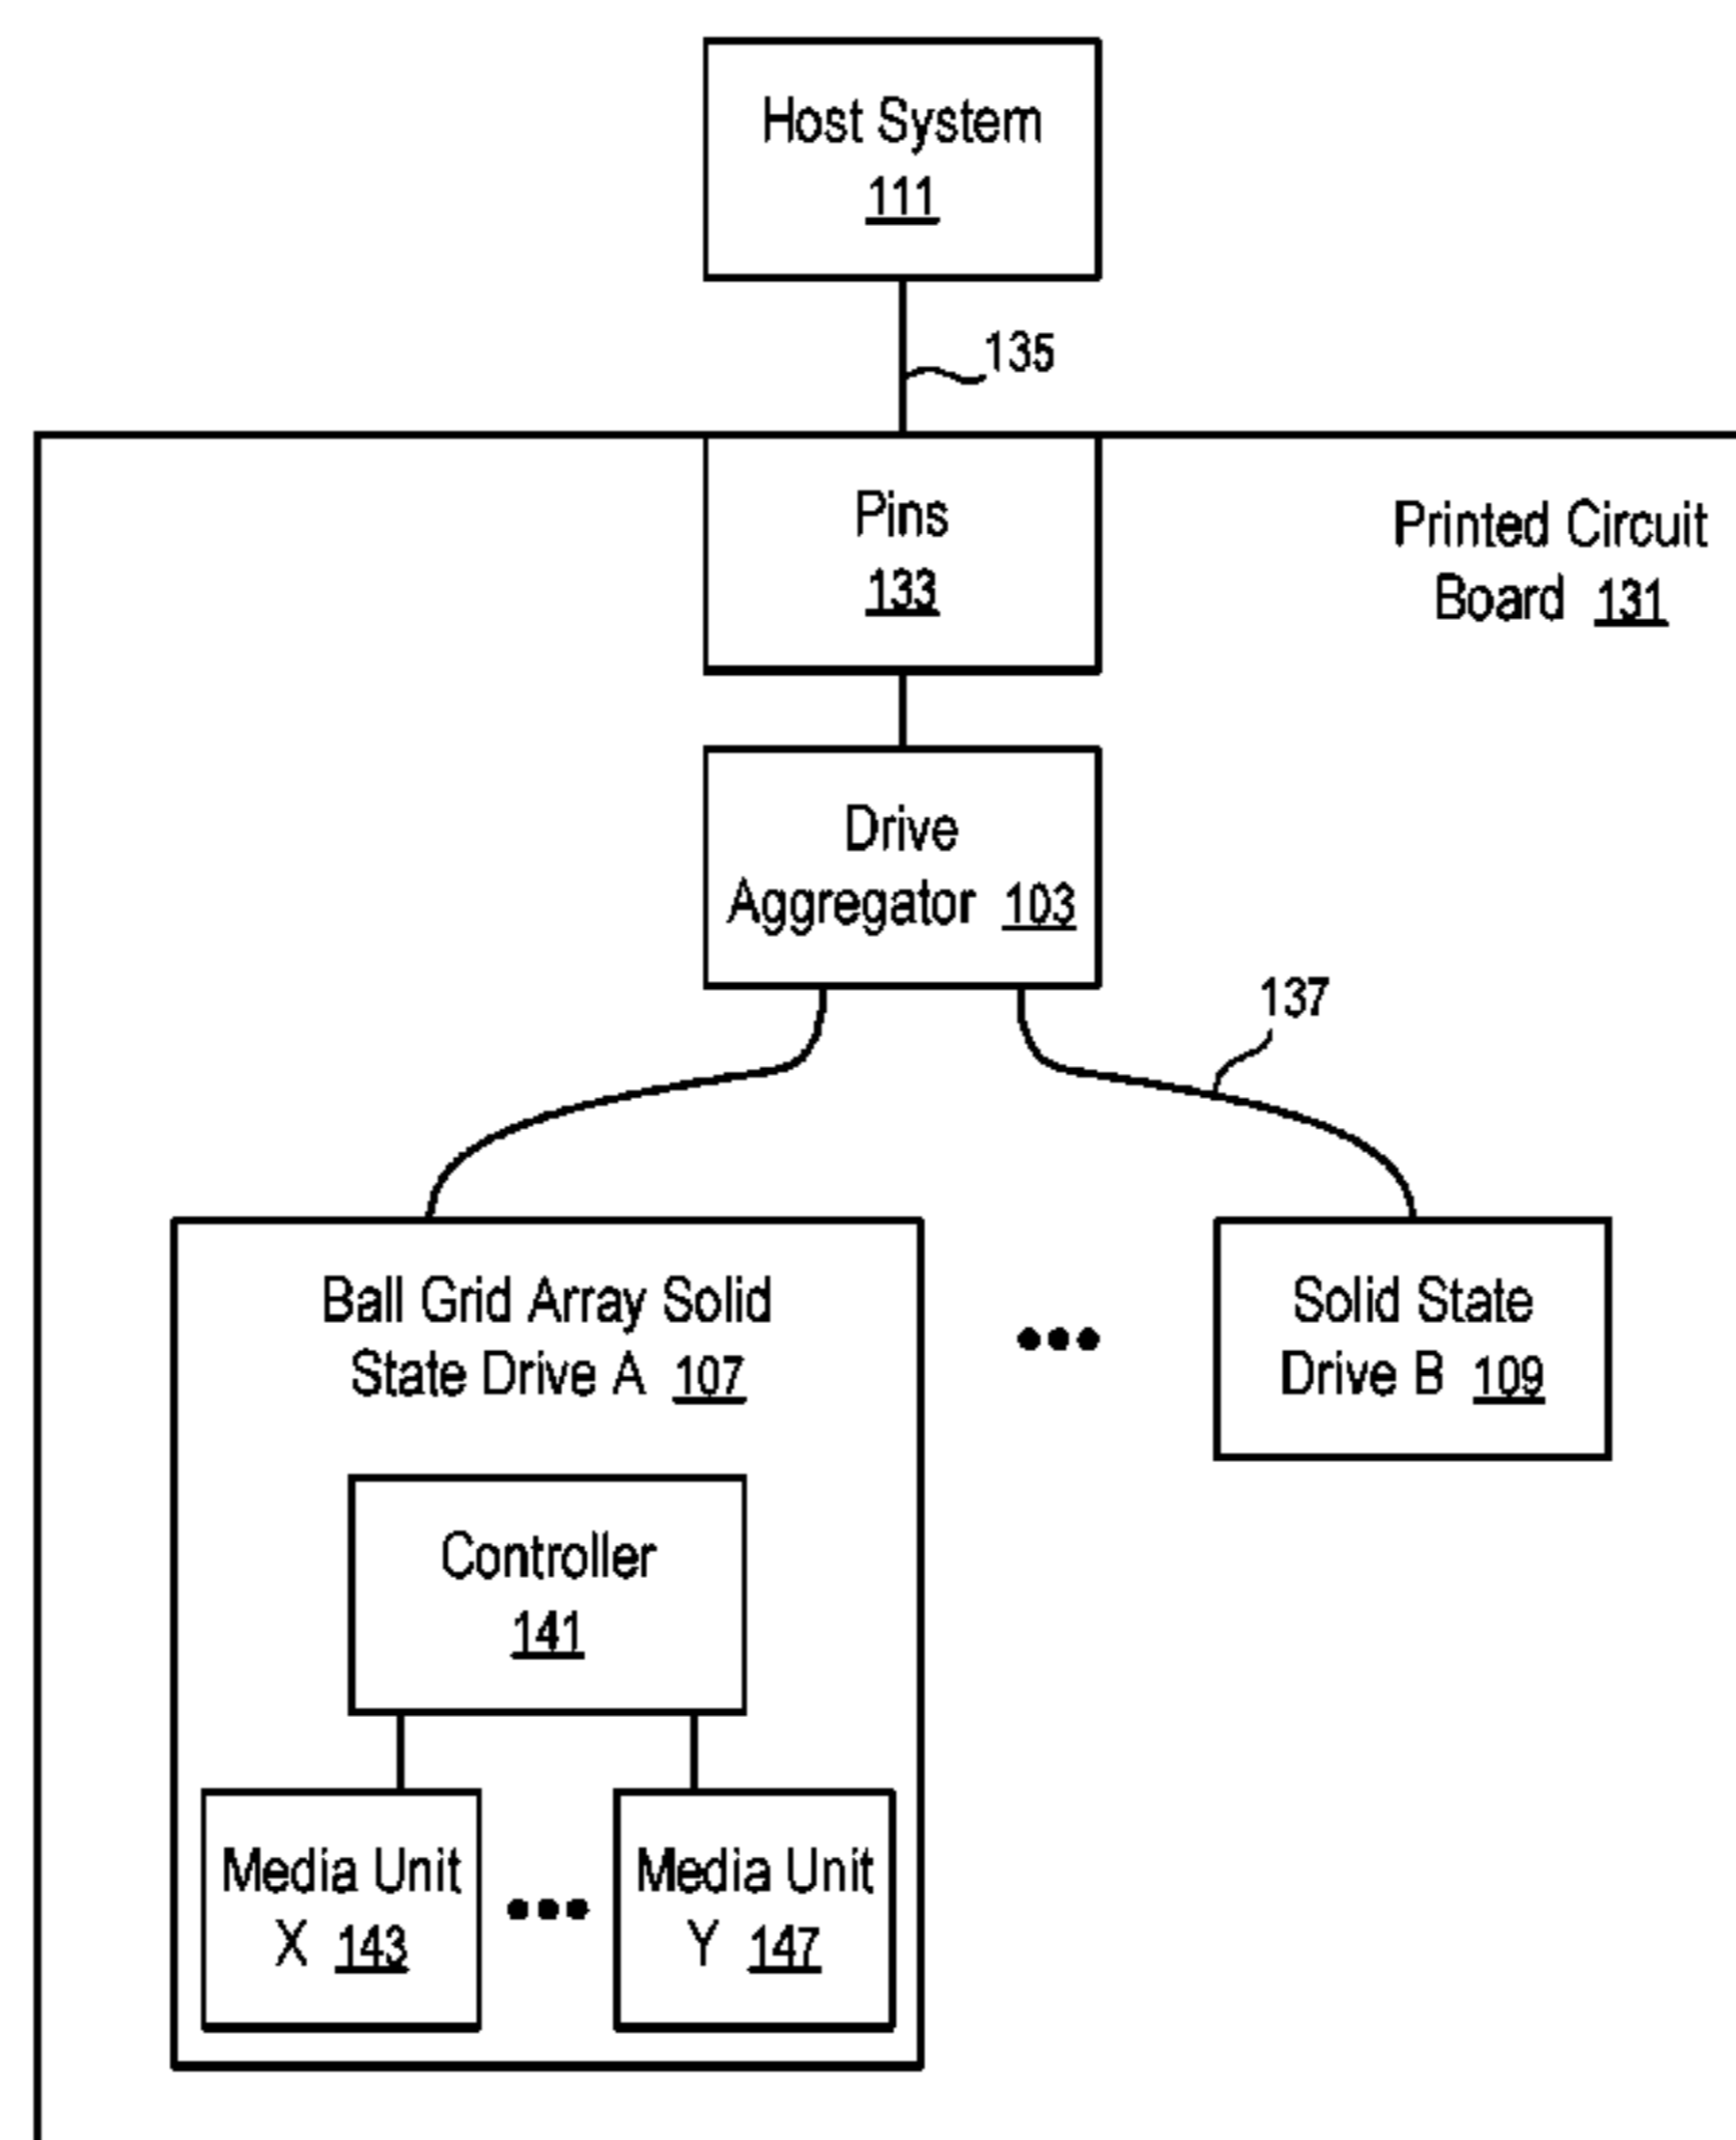 Host System
111
135
Pins
133
Printed Circuit
Board 131
Drive
Aggregator 103
137
Ball Grid Array Solid
State Drive A 107
Solid State
Drive B 109
Controller
141
Media Unit
X 143
Media Unit
Y 147